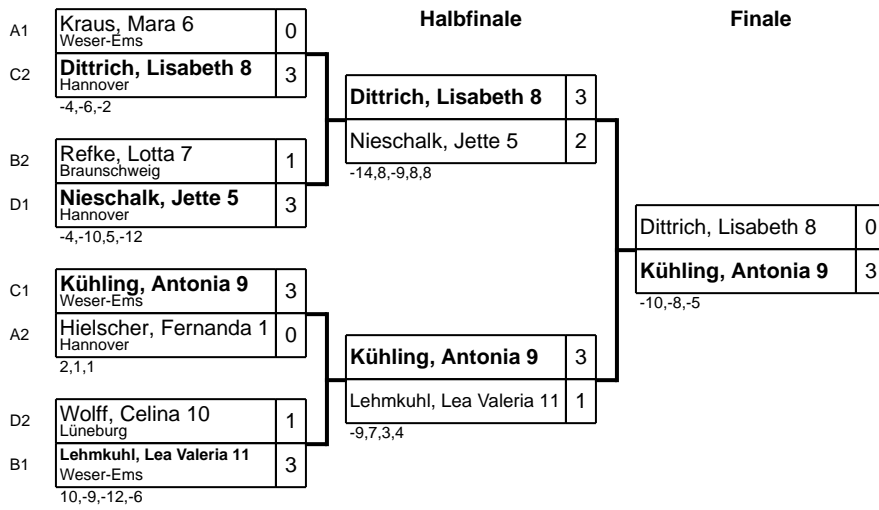 Halbfinale
Finale
A1
Kraus, Mara 6
0
Weser-Ems
C2
Dittrich, Lisabeth 8
3
Hannover
-4,-6,-2
B2
Refke, Lotta 7
1
Braunschweig
D1
Nieschalk, Jette 5
3
Hannover
-4,-10,5,-12
C1
Kühling, Antonia 9
3
Weser-Ems
A2
Hielscher, Fernanda 1
0
Hannover
2,1,1
D2
Wolff, Celina 10
1
Lüneburg
B1
Lehmkuhl, Lea Valeria 11
3
Weser-Ems
10,-9,-12,-6
Dittrich, Lisabeth 8
3
Nieschalk, Jette 5
2
-14,8,-9,8,8
Kühling, Antonia 9
3
Lehmkuhl, Lea Valeria 11
1
-9,7,3,4
Dittrich, Lisabeth 8
0
Kühling, Antonia 9
3
-10,-8,-5